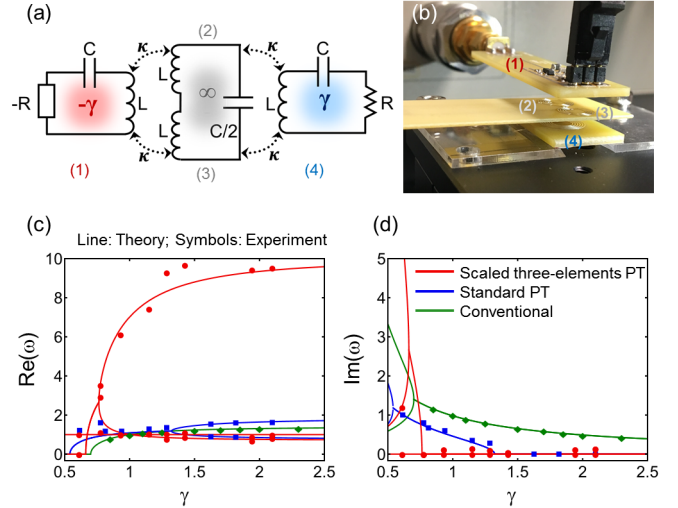 (a)
(b)
C
κ
(2)
κ
C
-R
-γ
L
L
∞
L
C/2
L
γ
R
κ
κ
(1)
(3)
(4)
(1)
(2)
(3)
(4)
(c)
(d)
Line: Theory; Symbols: Experiment
Re(ω)
10
8
6
4
2
0
0.5
1
1.5
2
2.5
γ
Im(ω)
5
4
3
2
1
0
0.5
1
1.5
2
2.5
γ
Scaled three-elements PT
Standard PT
Conventional